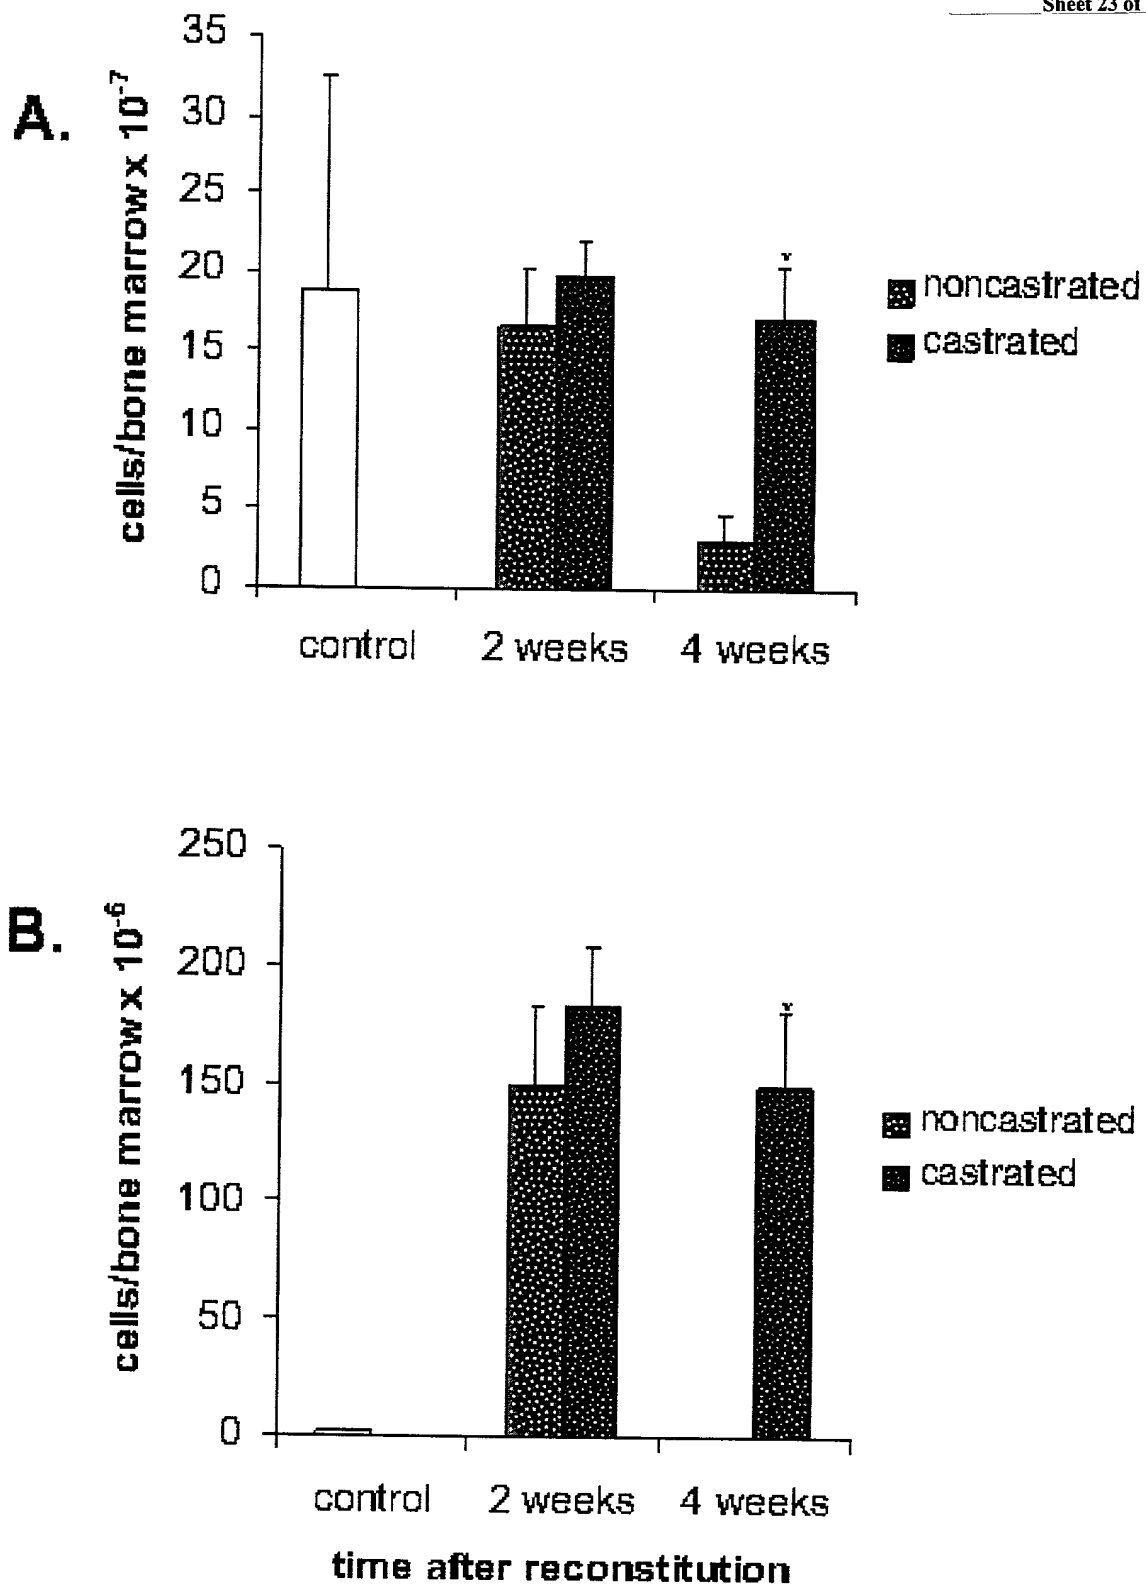 Sheet 23 of
A.
cells/bone marrow x 10⁻⁷
35
30
25
20
15
10
5
0
*
control 2 weeks 4 weeks
noncastrated
castrated
B.
cells/bone marrow x 10⁻⁶
250
200
150
100
50
0
*
control 2 weeks 4 weeks
noncastrated
castrated
time after reconstitution